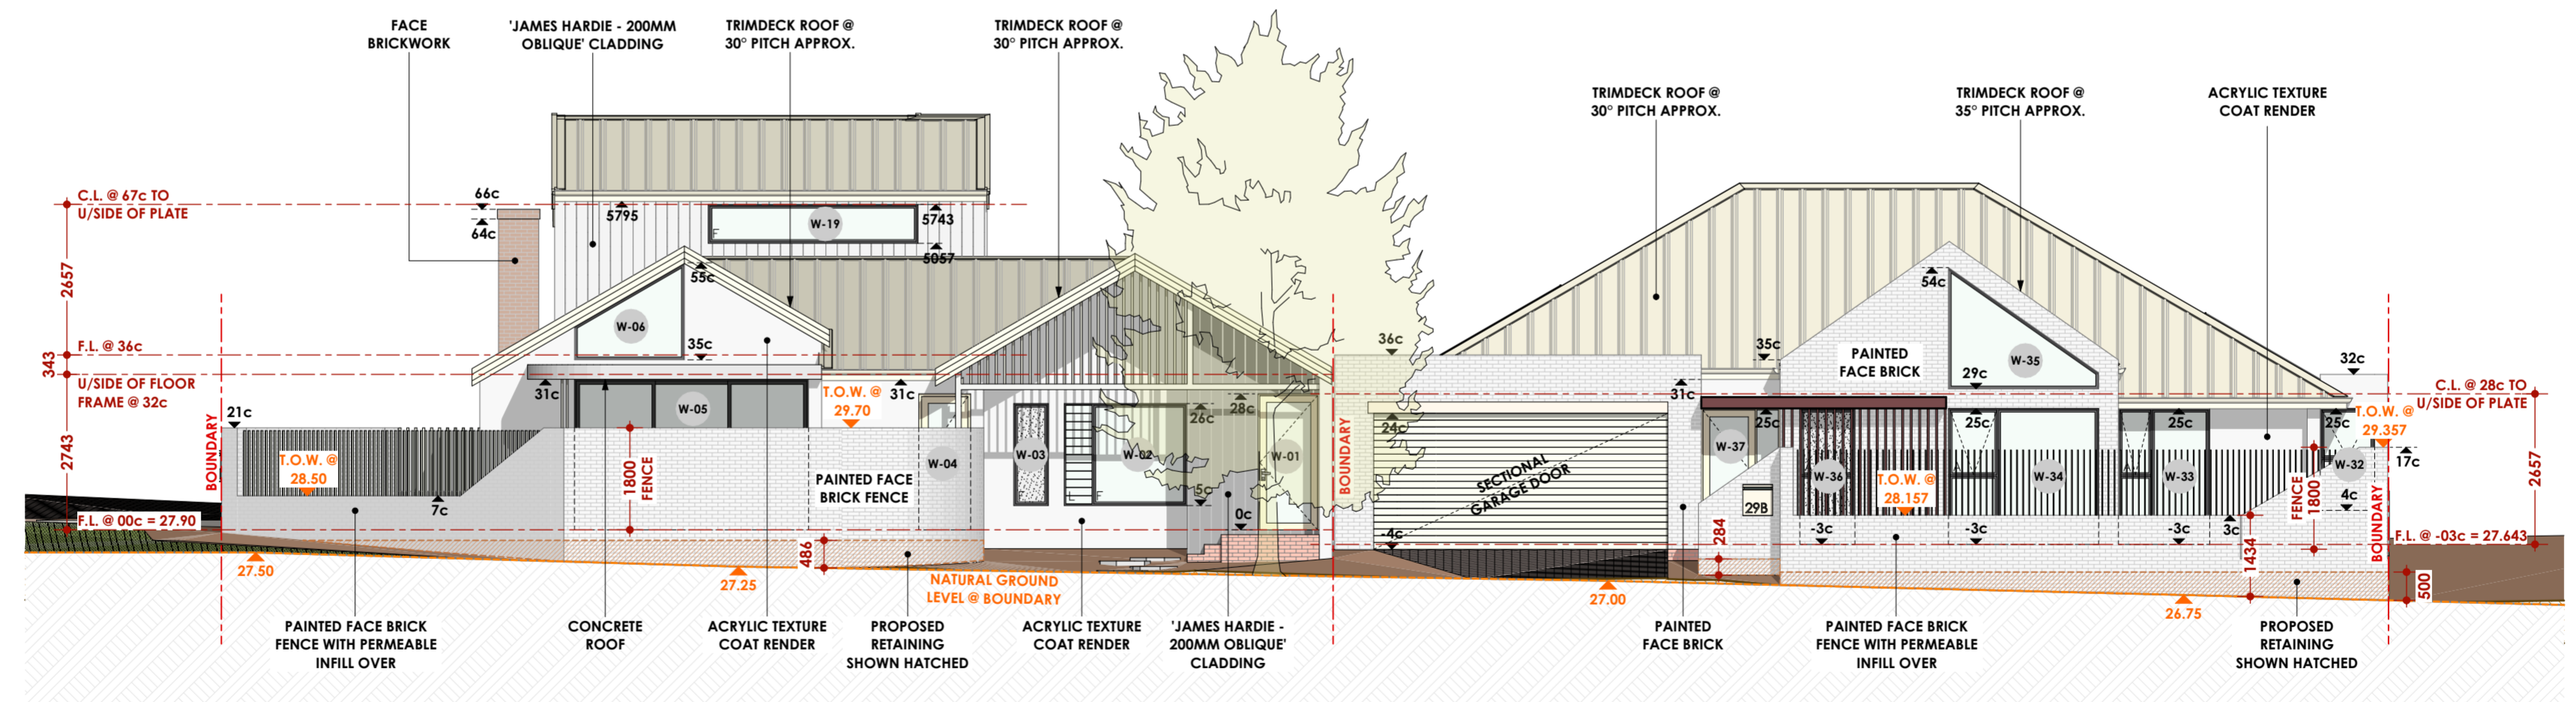 FACE
BRICKWORK
'JAMES HARDIE - 200MM
OBLIQUE' CLADDING
TRIMDECK ROOF @
30° PITCH APPROX.
TRIMDECK ROOF @
30° PITCH APPROX.
TRIMDECK ROOF @
30° PITCH APPROX.
TRIMDECK ROOF @
35° PITCH APPROX.
ACRYLIC TEXTURE
COAT RENDER
C.L. @ 67c TO
U/SIDE OF PLATE
66c
64c
5795
W-19
F
5743
5057
2657
55c
W-06
35c
F.L. @ 36c
343
U/SIDE OF FLOOR
FRAME @ 32c
31c
W-05
31c
T.O.W. @
29.70
21c
BOUNDARY
2743
T.O.W. @
28.50
7c
1800
FENCE
PAINTED FACE
BRICK FENCE
W-04
W-03
L
F
W-02
26c
28c
5c
0c
W-01
BOUNDARY
F.L. @ 00c = 27.90
486
27.50
27.25
NATURAL GROUND
LEVEL @ BOUNDARY
36c
24c
-4c
SECTIONAL
GARAGE DOOR
31c
35c
25c
W-37
29B
284
PAINTED
FACE BRICK
54c
W-35
29c
W-36
T.O.W. @
28.157
25c
W-34
25c
W-33
-3c
-3c
-3c
3c
FENCE
1800
1434
32c
25c
W-32
4c
17c
C.L. @ 28c TO
U/SIDE OF PLATE
T.O.W. @
29.357
2657
BOUNDARY
F.L. @ -03c = 27.643
500
27.00
26.75
PAINTED FACE BRICK
FENCE WITH PERMEABLE
INFILL OVER
CONCRETE
ROOF
ACRYLIC TEXTURE
COAT RENDER
PROPOSED
RETAINING
SHOWN HATCHED
ACRYLIC TEXTURE
COAT RENDER
'JAMES HARDIE -
200MM OBLIQUE'
CLADDING
PAINTED
FACE BRICK
PAINTED FACE BRICK
FENCE WITH PERMEABLE
INFILL OVER
PROPOSED
RETAINING
SHOWN HATCHED